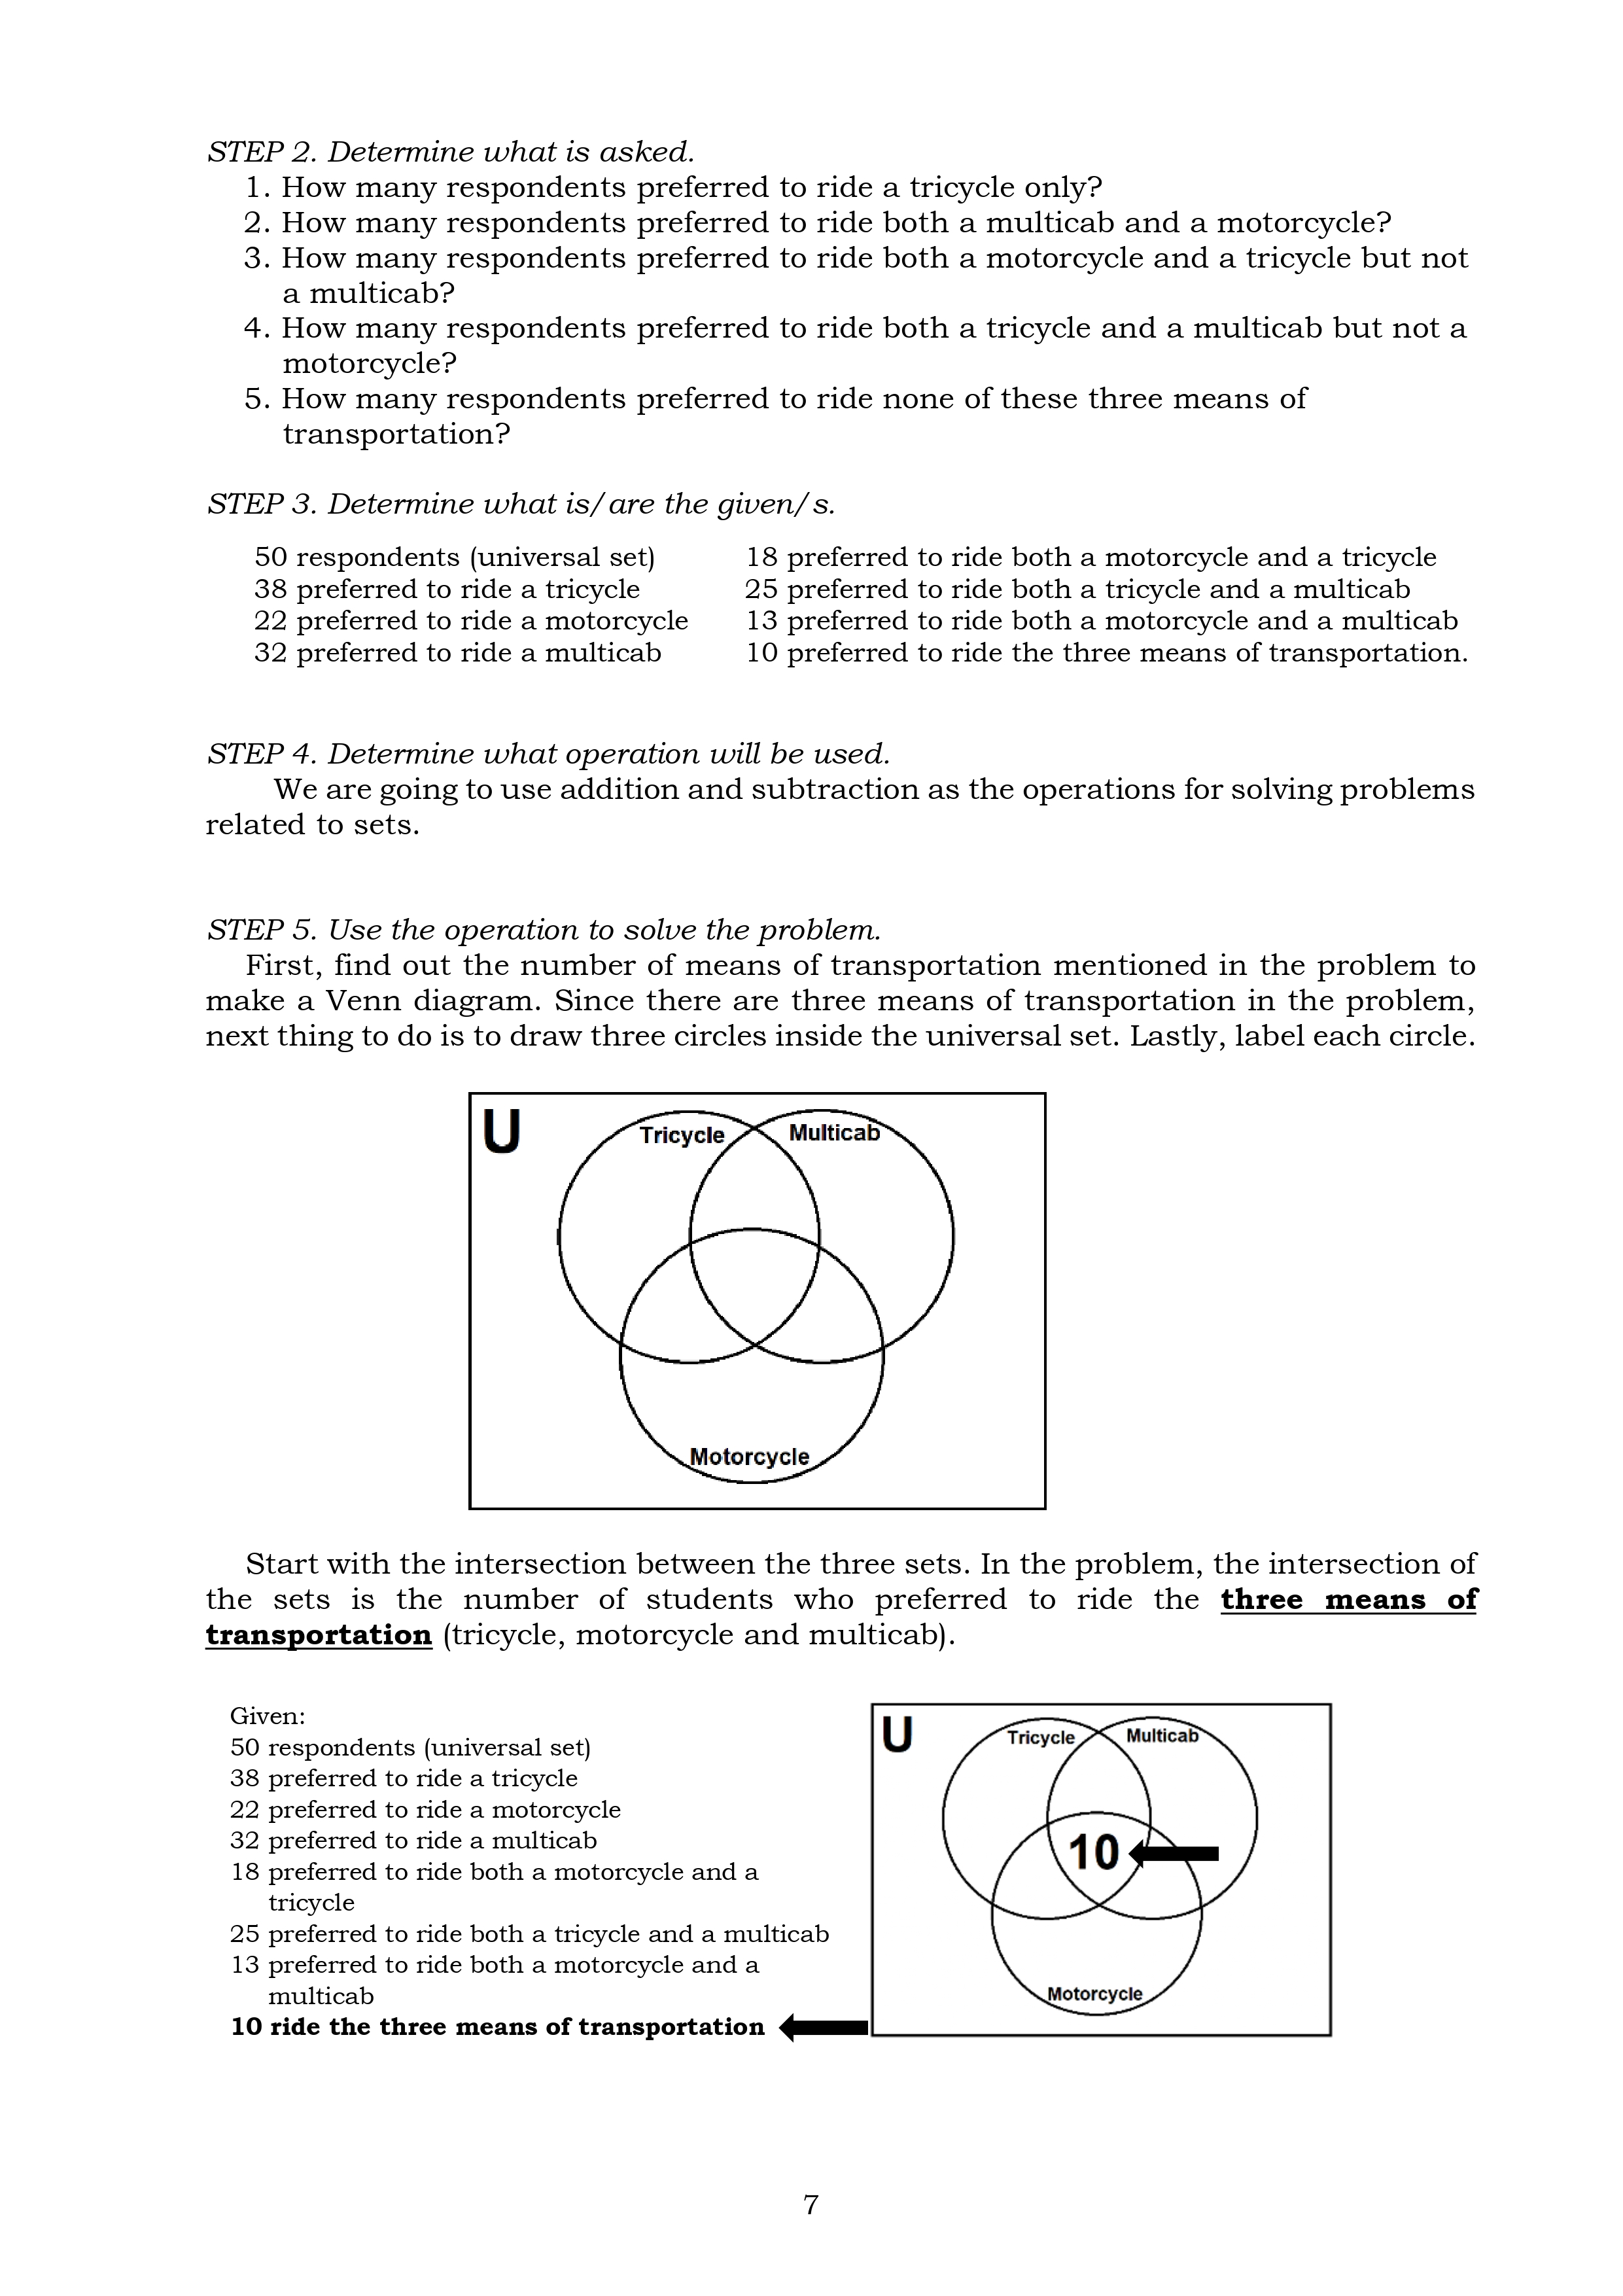 STEP 2. Determine what is asked.
1. How many respondents preferred to ride a tricycle only?
2. How many respondents preferred to ride both a multicab and a motorcycle?
3. How many respondents preferred to ride both a motorcycle and a tricycle but not
a multicab?
4. How many respondents preferred to ride both a tricycle and a multicab but not a
motorcycle?
5. How many respondents preferred to ride none of these three means of
transportation?
STEP 3. Determine what is/are the given/s.
50 respondents (universal set)
38 preferred to ride a tricycle
22 preferred to ride a motorcycle
32 preferred to ride a multicab
18 preferred to ride both a motorcycle and a tricycle
25 preferred to ride both a tricycle and a multicab
13 preferred to ride both a motorcycle and a multicab
10 preferred to ride the three means of transportation.
STEP 4. Determine what operation will be used.
We are going to use addition and subtraction as the operations for solving problems
related to sets.
STEP 5. Use the operation to solve the problem.
First, find out the number of means of transportation mentioned in the problem to
make a Venn diagram. Since there are three means of transportation in the problem,
next thing to do is to draw three circles inside the universal set. Lastly, label each circle.
U
Tricycle
Multicab
Motorcycle
Start with the intersection between the three sets. In the problem, the intersection of
the sets is the number of students who preferred to ride the three means of
transportation (tricycle, motorcycle and multicab).
Given:
50 respondents (universal set)
38 preferred to ride a tricycle
22 preferred to ride a motorcycle
32 preferred to ride a multicab
18 preferred to ride both a motorcycle and a
tricycle
25 preferred to ride both a tricycle and a multicab
13 preferred to ride both a motorcycle and a
multicab
10 ride the three means of transportation
U
Tricycle
Multicab
10
Motorcycle
7